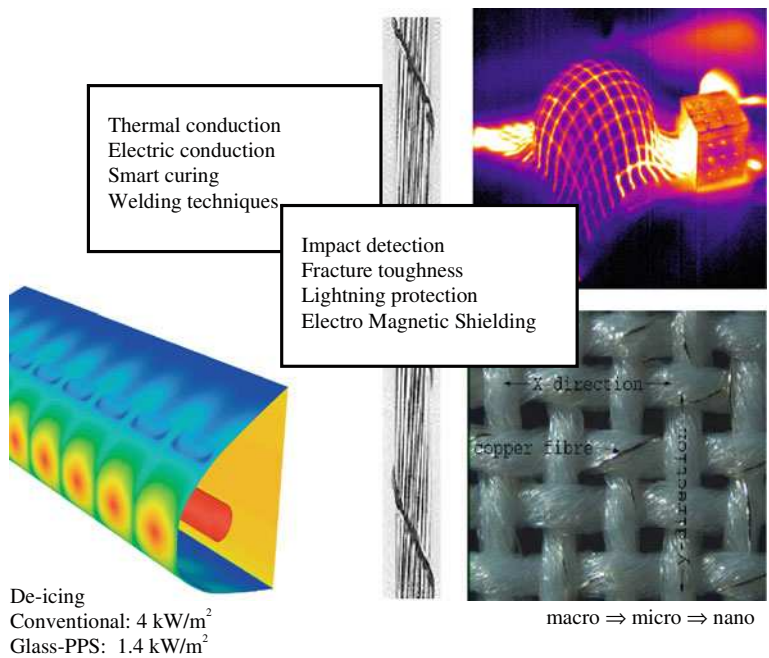 Thermal conduction
Electric conduction
Smart curing
Welding techniques
Impact detection
Fracture toughness
Lightning protection
Electro Magnetic Shielding
X direction
copper fibre
y-direction
De-icing
Conventional: 4 kW/m²
Glass-PPS: 1.4 kW/m²
macro ⇒ micro ⇒ nano